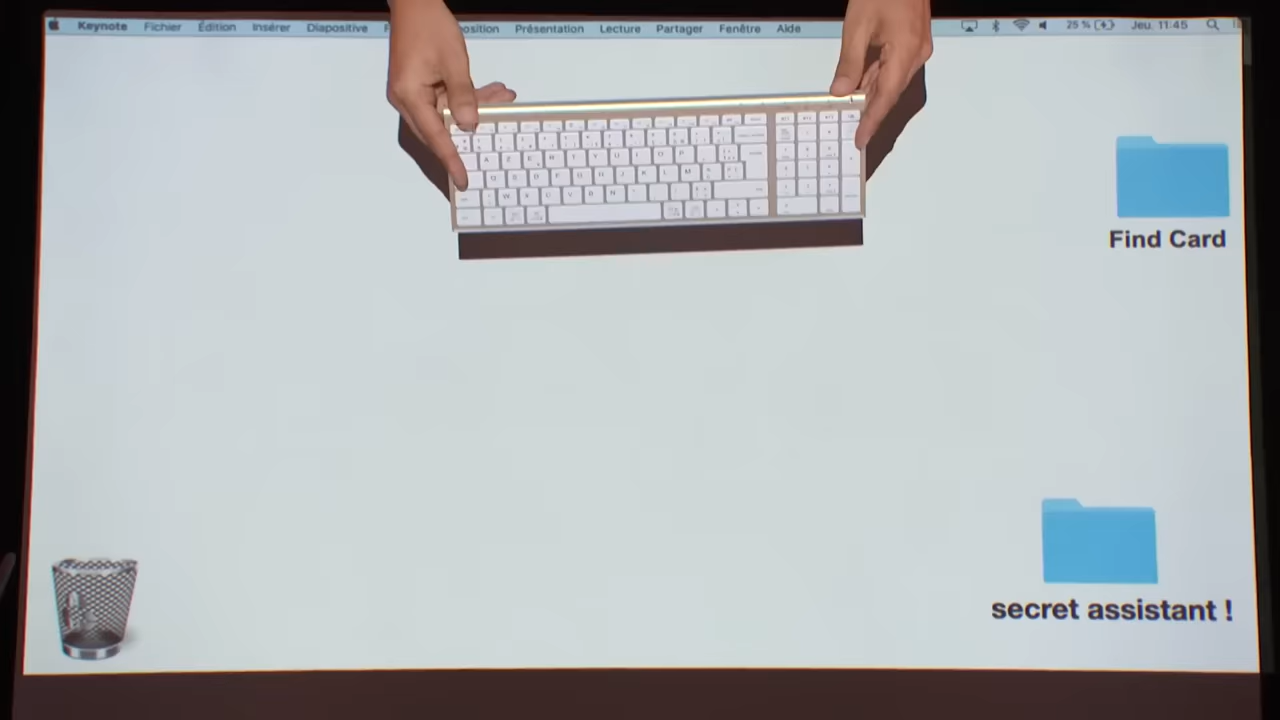 Keynote Fichier Édition Insérer Diapositive Présentation Lecture Partager Fenêtre Aide 25 % Jeu. 11:45
Find Card
secret assistant !